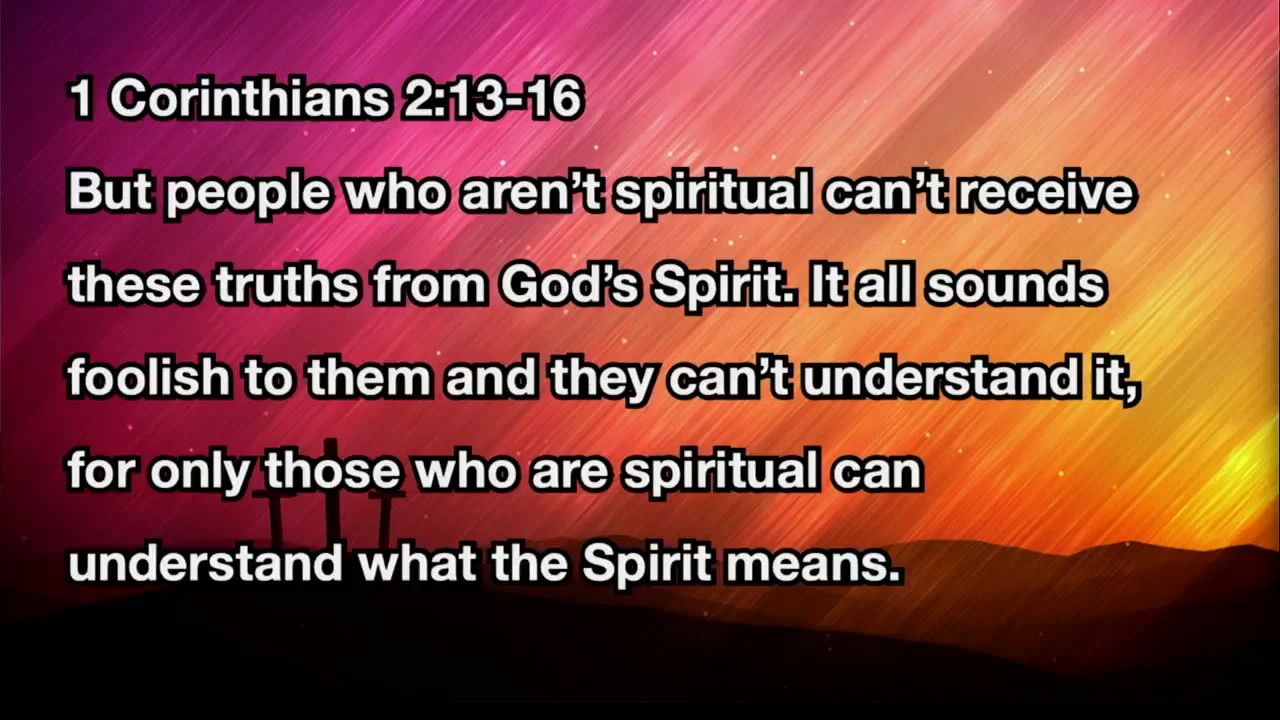 1 Corinthians 2:13-16
But people who aren’t spiritual can’t receive
these truths from God’s Spirit. It all sounds
foolish to them and they can’t understand it,
for only those who are spiritual can
understand what the Spirit means.